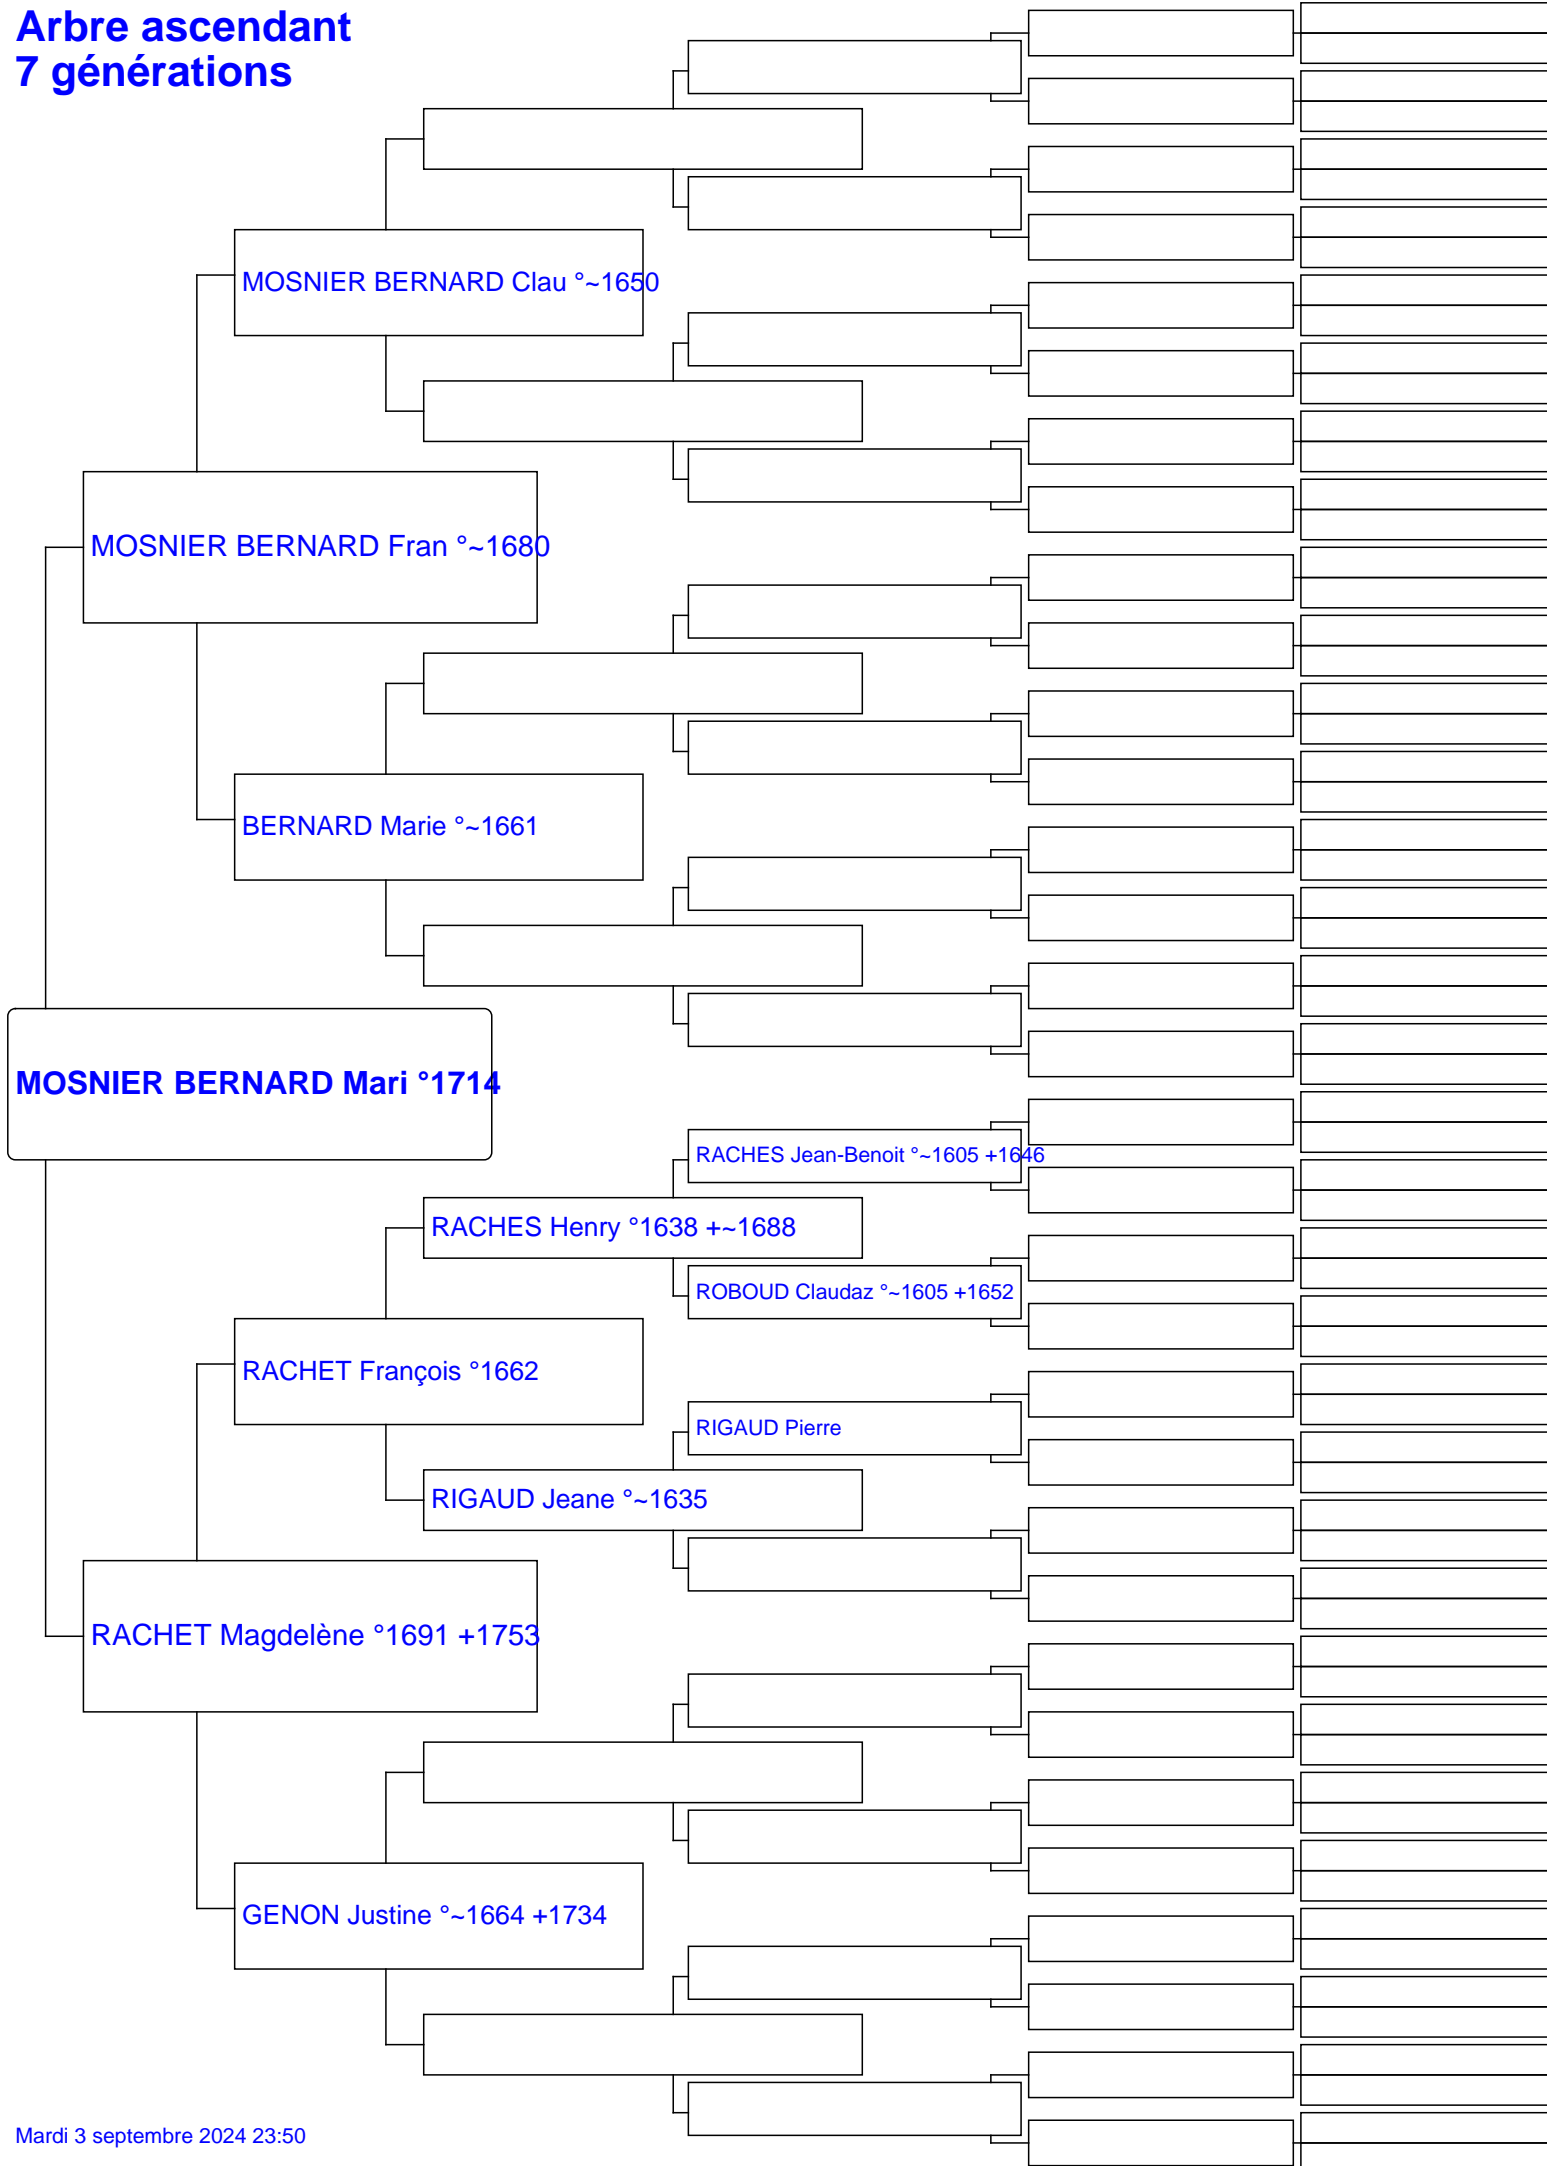 Arbre ascendant
7 générations
MOSNIER BERNARD Clau °~1650
MOSNIER BERNARD Fran °~1680
BERNARD Marie °~1661
MOSNIER BERNARD Mari °1714
RACHES Jean-Benoit °~1605 +1646
RACHES Henry °1638 +~1688
ROBOUD Claudaz °~1605 +1652
RACHET François °1662
RIGAUD Pierre
RIGAUD Jeane °~1635
RACHET Magdelène °1691 +1753
GENON Justine °~1664 +1734
Mardi 3 septembre 2024 23:50